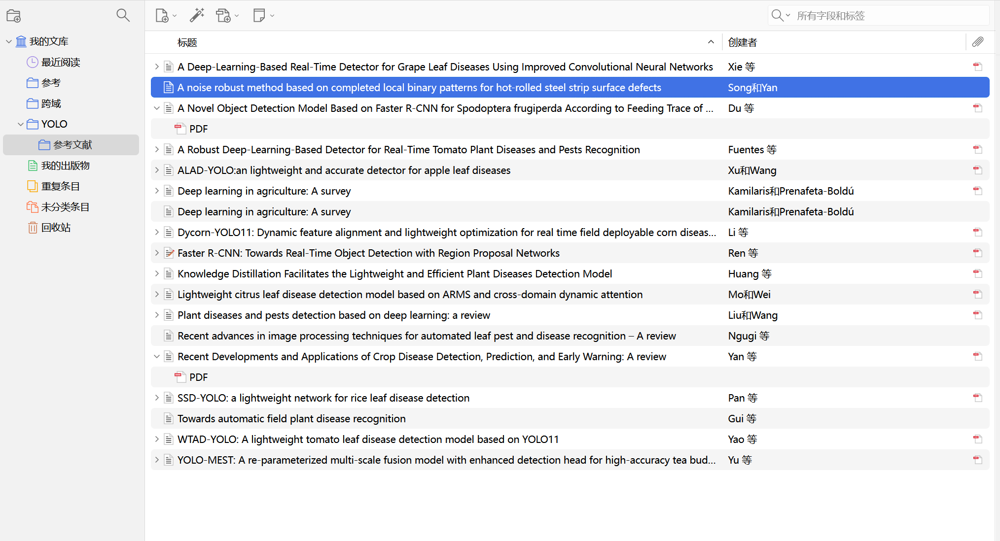 所有字段和标签
我的文库
最近阅读
参考
跨域
YOLO
参考文献
我的出版物
重复条目
未分类条目
回收站
标题 创建者
A Deep-Learning-Based Real-Time Detector for Grape Leaf Diseases Using Improved Convolutional Neural Networks Xie 等
A noise robust method based on completed local binary patterns for hot-rolled steel strip surface defects Song和Yan
A Novel Object Detection Model Based on Faster R-CNN for Spodoptera frugiperda According to Feeding Trace of ... Du 等
PDF
A Robust Deep-Learning-Based Detector for Real-Time Tomato Plant Diseases and Pests Recognition Fuentes 等
ALAD-YOLO:an lightweight and accurate detector for apple leaf diseases Xu和Wang
Deep learning in agriculture: A survey Kamilaris和Prenafeta-Boldú
Deep learning in agriculture: A survey Kamilaris和Prenafeta-Boldú
Dycorn-YOLO11: Dynamic feature alignment and lightweight optimization for real time field deployable corn diseas... Li 等
Faster R-CNN: Towards Real-Time Object Detection with Region Proposal Networks Ren 等
Knowledge Distillation Facilitates the Lightweight and Efficient Plant Diseases Detection Model Huang 等
Lightweight citrus leaf disease detection model based on ARMS and cross-domain dynamic attention Mo和Wei
Plant diseases and pests detection based on deep learning: a review Liu和Wang
Recent advances in image processing techniques for automated leaf pest and disease recognition – A review Ngugi 等
Recent Developments and Applications of Crop Disease Detection, Prediction, and Early Warning: A review Yan 等
PDF
SSD-YOLO: a lightweight network for rice leaf disease detection Pan 等
Towards automatic field plant disease recognition Gui 等
WTAD-YOLO: A lightweight tomato leaf disease detection model based on YOLO11 Yao 等
YOLO-MEST: A re-parameterized multi-scale fusion model with enhanced detection head for high-accuracy tea bud... Yu 等